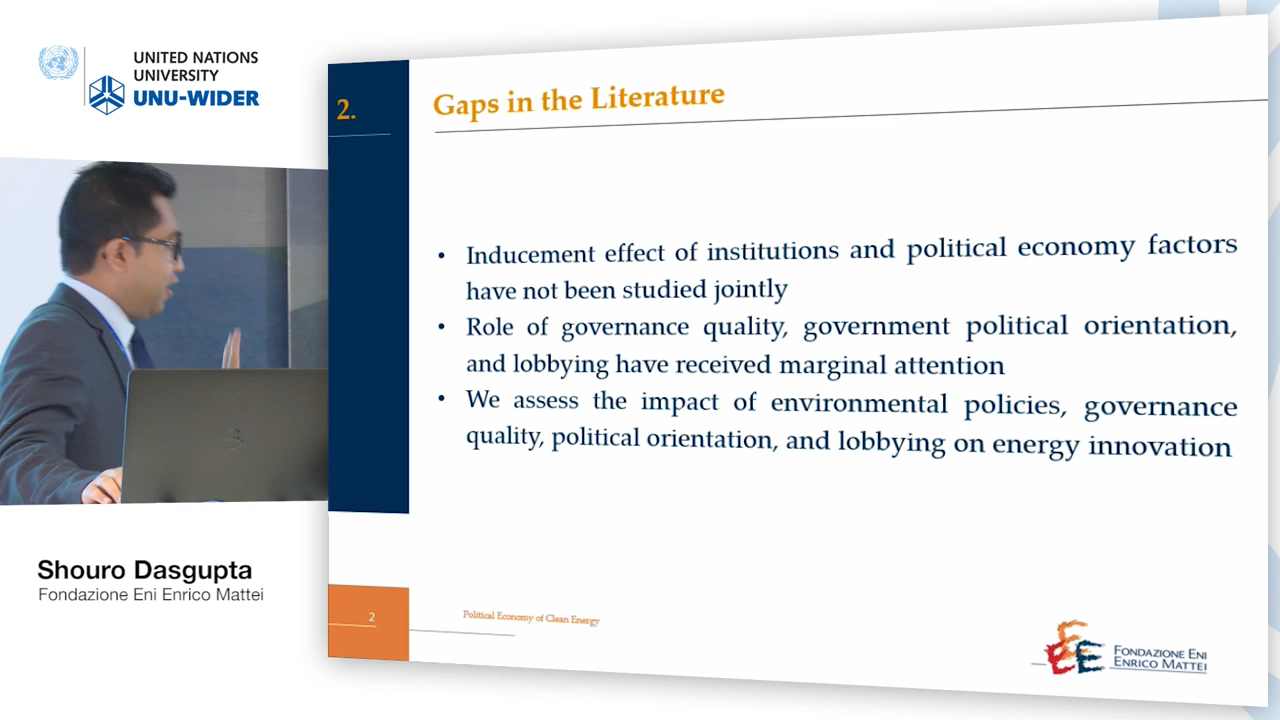 UNITED NATIONS
UNIVERSITY
UNU-WIDER
2.
Gaps in the Literature
• Inducement effect of institutions and political economy factors
have not been studied jointly
• Role of governance quality, government political orientation,
and lobbying have received marginal attention
• We assess the impact of environmental policies, governance
quality, political orientation, and lobbying on energy innovation
Shouro Dasgupta
Fondazione Eni Enrico Mattei
2
Political Economy of Clean Energy
FONDAZIONE ENI
ENRICO MATTEI